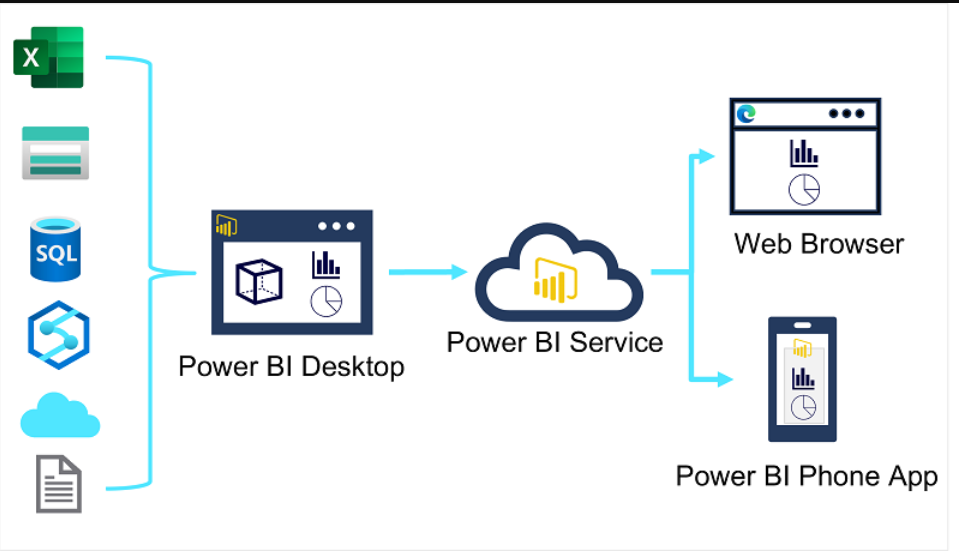 X
SQL
Power BI Desktop
Power BI Service
Web Browser
Power BI Phone App